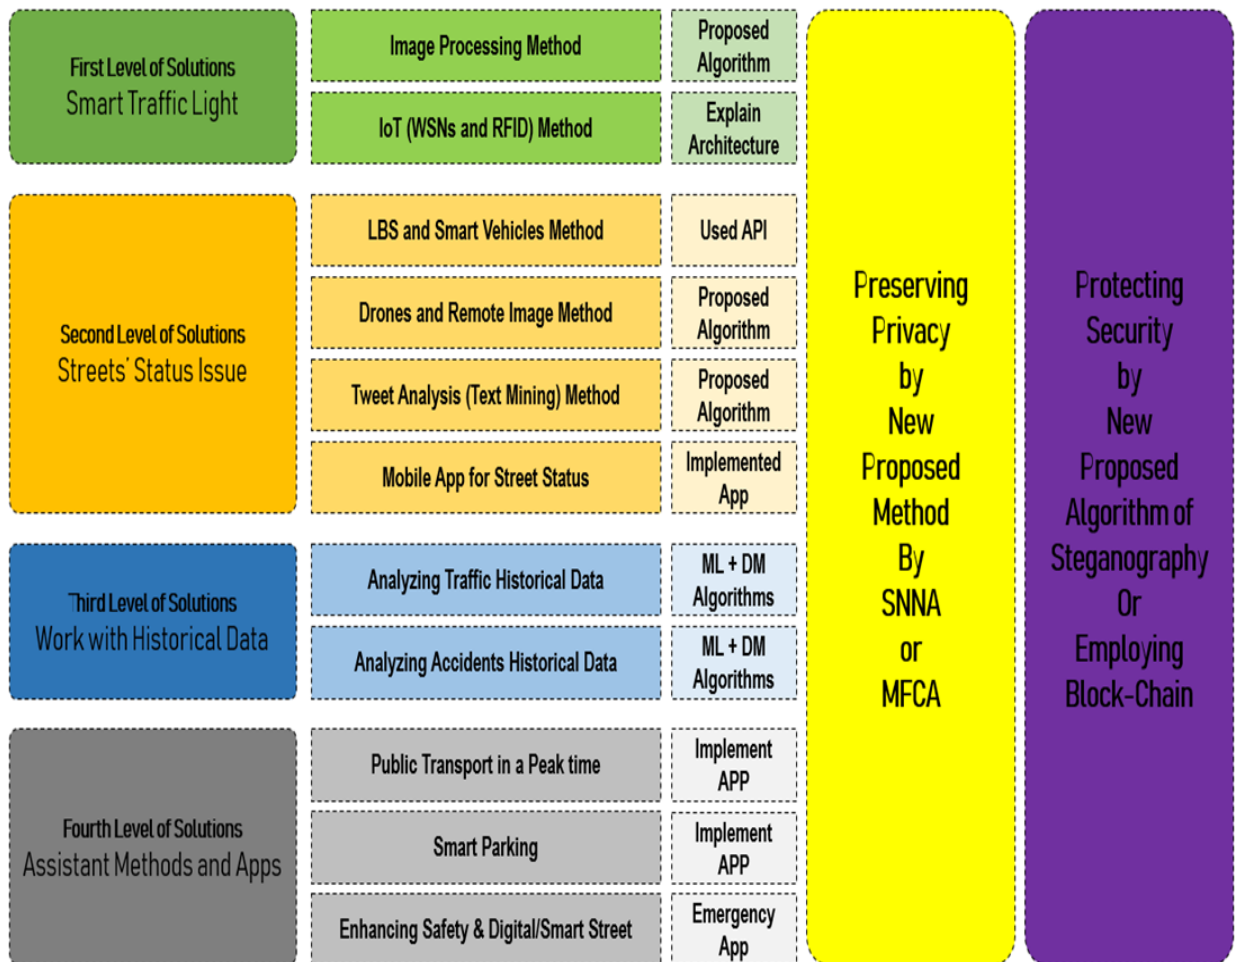 First Level of Solutions
Smart Traffic Light
Image Processing Method
Proposed
Algorithm
IoT (WSNs and RFID) Method
Explain
Architecture
Second Level of Solutions
Streets' Status Issue
LBS and Smart Vehicles Method
Used API
Drones and Remote Image Method
Proposed
Algorithm
Tweet Analysis (Text Mining) Method
Proposed
Algorithm
Mobile App for Street Status
Implemented
App
Third Level of Solutions
Work with Historical Data
Analyzing Traffic Historical Data
ML + DM
Algorithms
Analyzing Accidents Historical Data
ML + DM
Algorithms
Fourth Level of Solutions
Assistant Methods and Apps
Public Transport in a Peak time
Implement
APP
Smart Parking
Implement
APP
Enhancing Safety & Digital/Smart Street
Emergency
App
Preserving
Privacy
by
New
Proposed
Method
By
SNNA
or
MFCA
Protecting
Security
by
New
Proposed
Algorithm of
Steganography
Or
Employing
Block-Chain